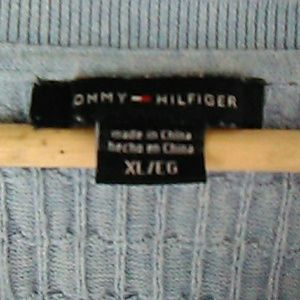 OMMY HILFIGER
made in China
hecho en China
XL/EG